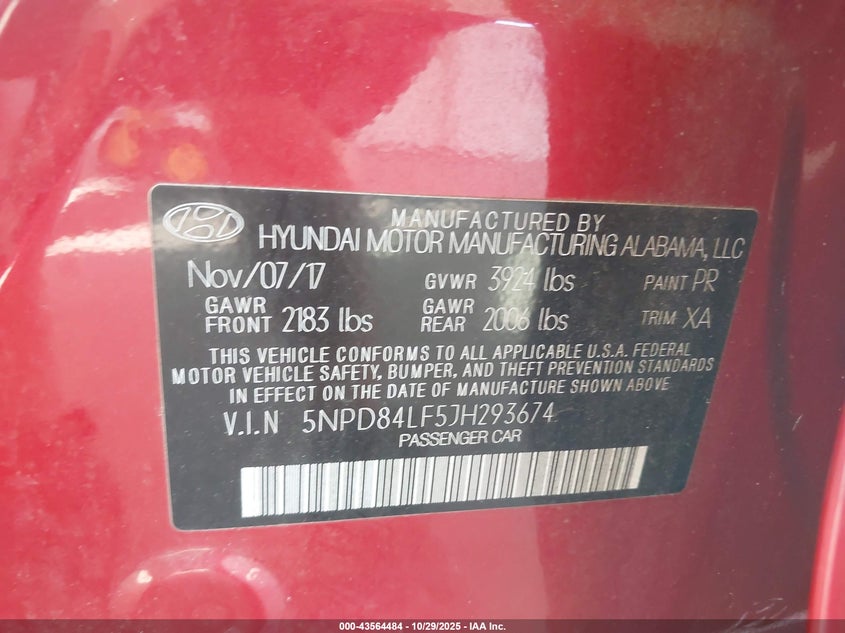 MANUFACTURED BY
HYUNDAI MOTOR MANUFACTURING ALABAMA, LLC
Nov/07/17 GVWR 3924 lbs PAINT PR
GAWR FRONT 2183 lbs GAWR REAR 2006 lbs TRIM XA
THIS VEHICLE CONFORMS TO ALL APPLICABLE U.S.A. FEDERAL
MOTOR VEHICLE SAFETY, BUMPER, AND THEFT PREVENTION STANDARDS
IN EFFECT ON THE DATE OF MANUFACTURE SHOWN ABOVE
V.I.N 5NPD84LF5JH293674
PASSENGER CAR
000-43564484 | 10/29/2025 - IAA Inc.